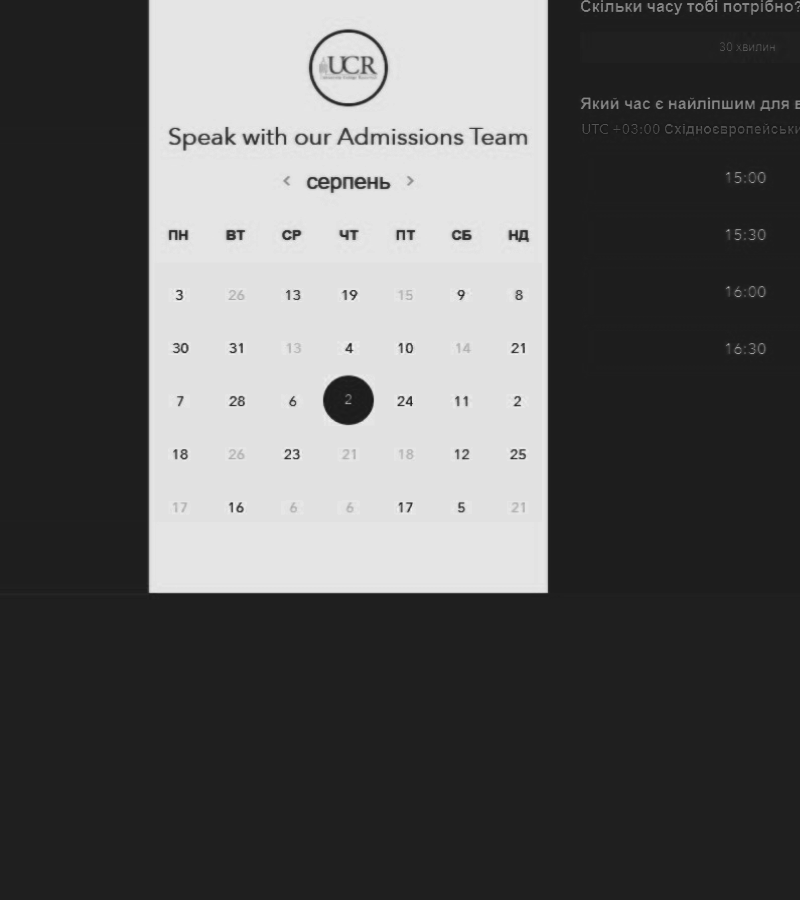 UCR
Speak with our Admissions Team
< серпень >
ПН ВТ СР ЧТ ПТ СБ НД
3 26 13 19 15 9 8
30 31 13 4 10 14 21
7 28 6 2 24 11 2
18 26 23 21 18 12 25
17 16 6 6 17 5 21
Скільки часу тобі потрібно?
30 хвилин
Який час є найліпшим для в
UTC +03:00 Східноєвропейськи
15:00
15:30
16:00
16:30